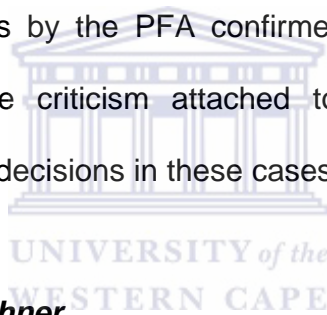 s by the PFA confirme
e criticism attached to
decisions in these cases
UNIVERSITY of the
hner
WESTERN CAPE